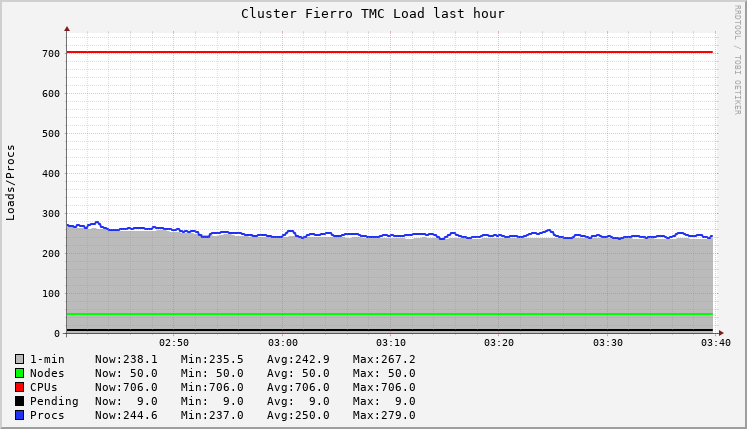 Cluster Fierro TMC Load last hour
RRDTOOL / TOBI OETIKER
Loads/Procs
700
600
500
400
300
200
100
0
02:50 03:00 03:10 03:20 03:30 03:40
1-min Now:238.1 Min:235.5 Avg:242.9 Max:267.2
Nodes Now: 50.0 Min: 50.0 Avg: 50.0 Max: 50.0
CPUs Now:706.0 Min:706.0 Avg:706.0 Max:706.0
Pending Now: 9.0 Min: 9.0 Avg: 9.0 Max: 9.0
Procs Now:244.6 Min:237.0 Avg:250.0 Max:279.0